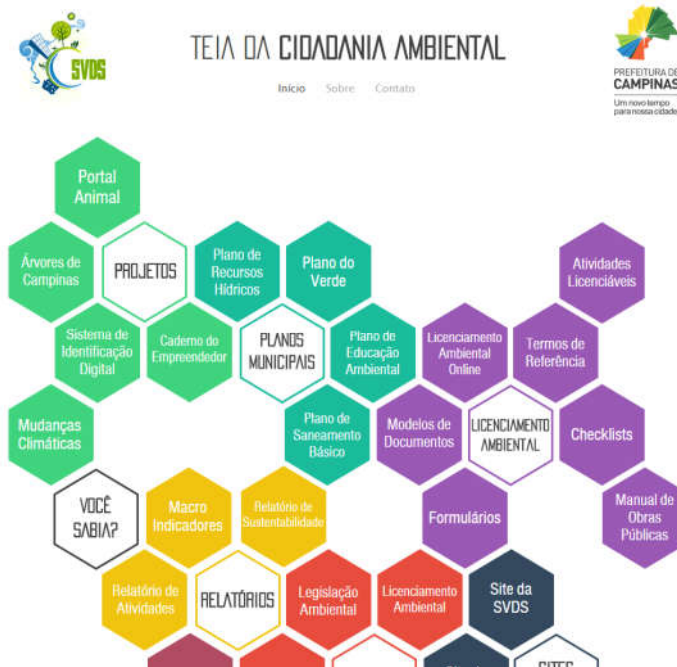 SVDS
TEIA DA CIDADANIA AMBIENTAL
Início Sobre Contato
PREFEITURA DE
CAMPINAS
Um novo tempo
para nossa cidade
Portal
Animal
Árvores de
Campinas
PROJETOS
Plano de
Recursos
Hídricos
Plano do
Verde
Atividades
Licenciáveis
Sistema de
Identificação
Digital
Caderno do
Empreendedor
PLANOS
MUNICIPAIS
Plano de
Educação
Ambiental
Licenciamento
Ambiental
Online
Termos de
Referência
Mudanças
Climáticas
Plano de
Saneamento
Básico
Modelos de
Documentos
LICENCIAMENTO
AMBIENTAL
Checklists
VOCÊ
SABIA?
Macro
Indicadores
Relatório de
Sustentabilidade
Formulários
Manual de
Obras
Públicas
Relatório de
Atividades
RELATÓRIOS
Legislação
Ambiental
Licenciamento
Ambiental
Site da
SVDS